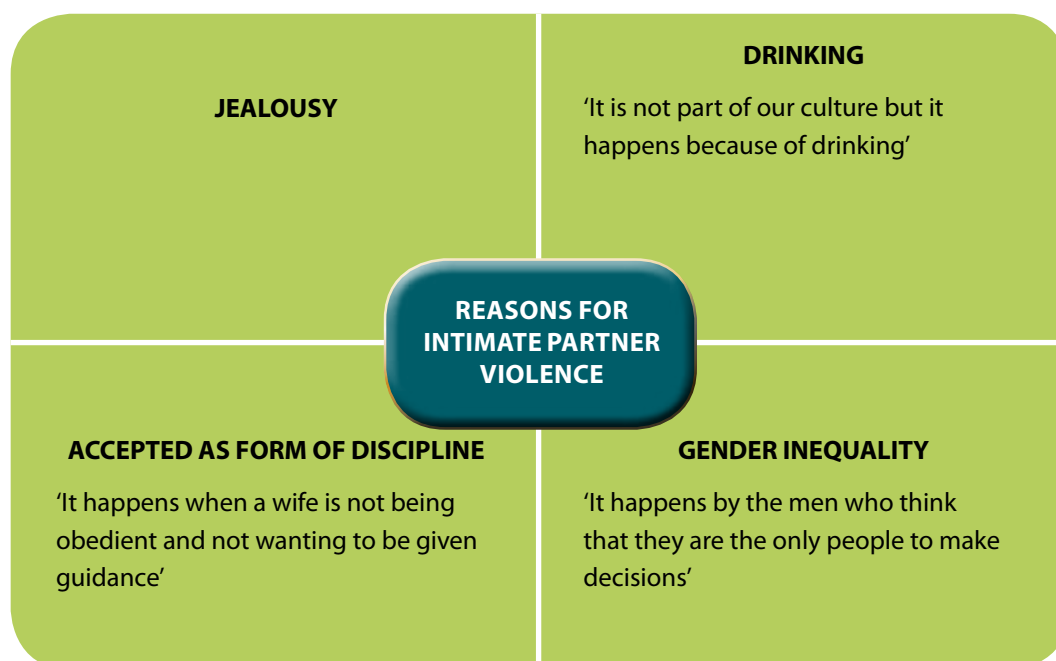 JEALOUSY
DRINKING
‘It is not part of our culture but it
happens because of drinking’
REASONS FOR
INTIMATE PARTNER
VIOLENCE
ACCEPTED AS FORM OF DISCIPLINE
‘It happens when a wife is not being
obedient and not wanting to be given
guidance’
GENDER INEQUALITY
‘It happens by the men who think
that they are the only people to make
decisions’